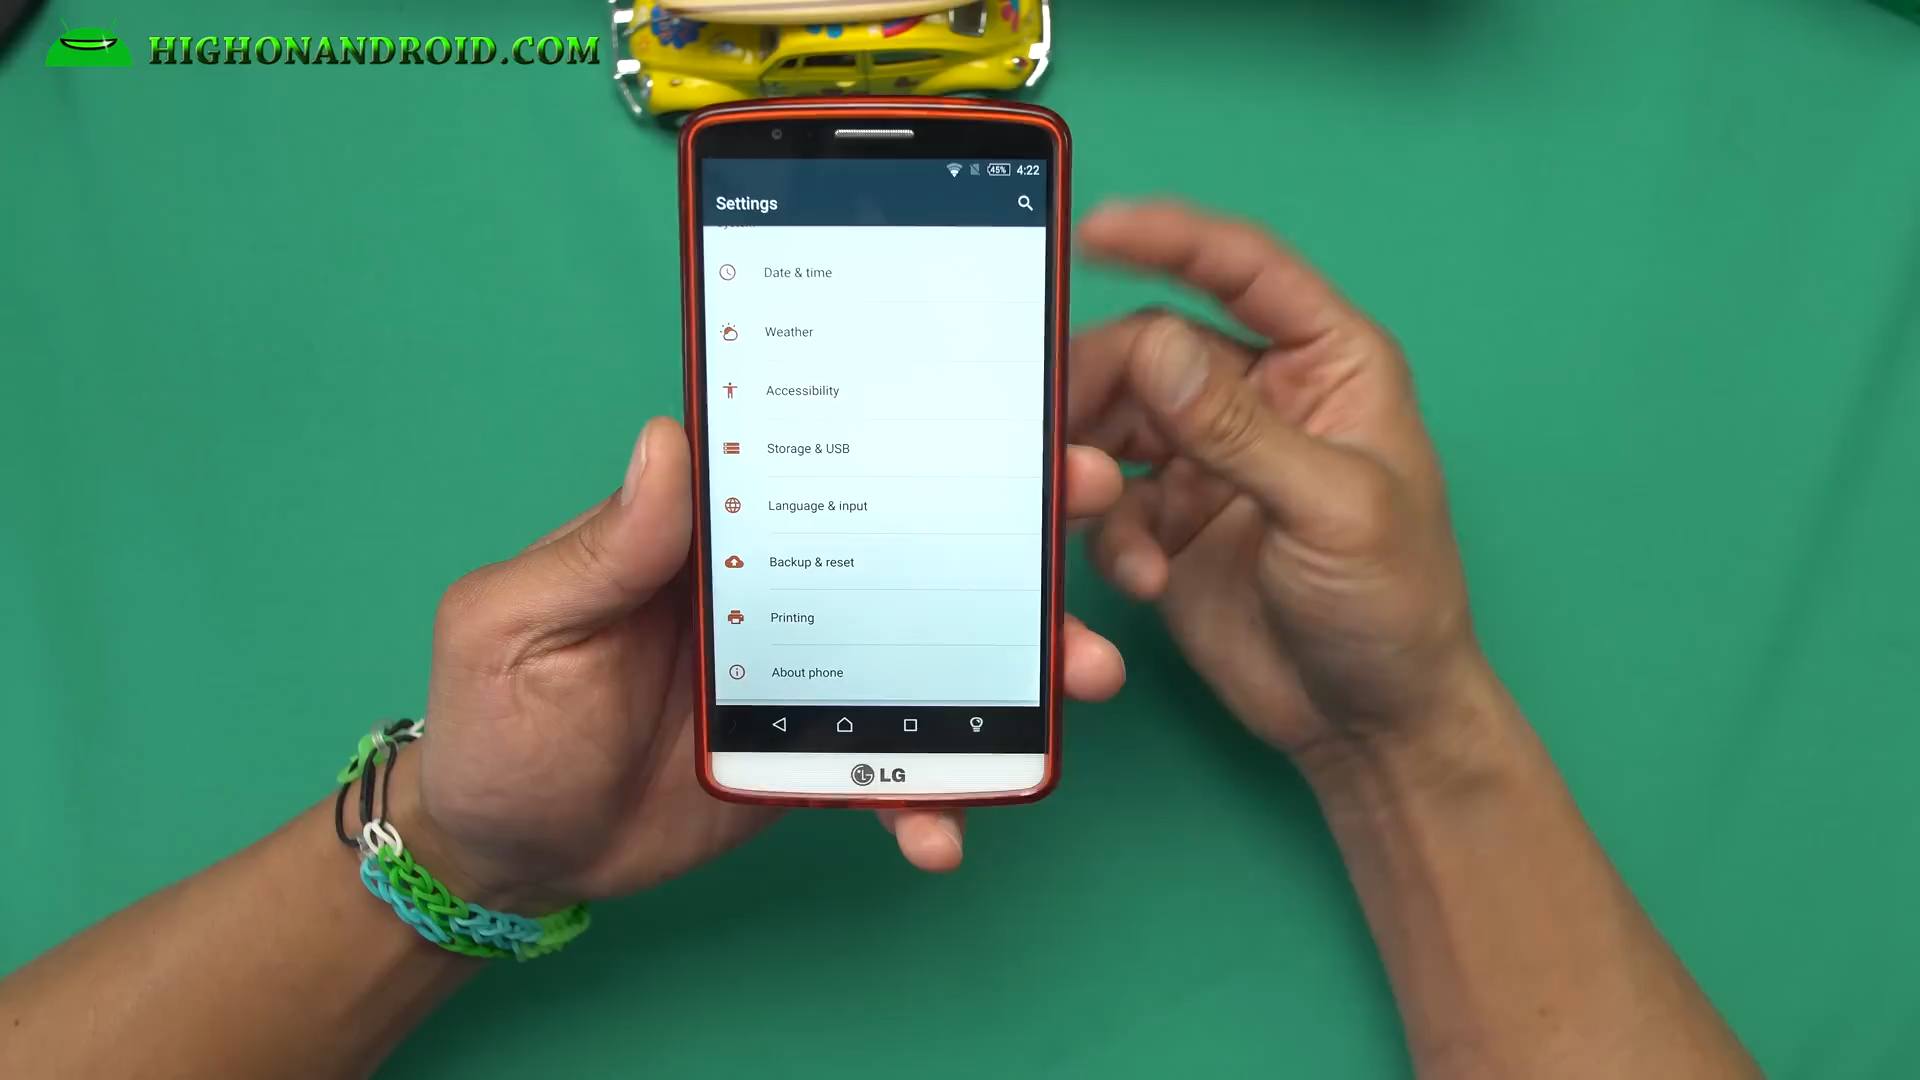 HIGHONANDROID.COM
45% 4:22
Settings
Date & time
Weather
Accessibility
Storage & USB
Language & input
Backup & reset
Printing
About phone
LG